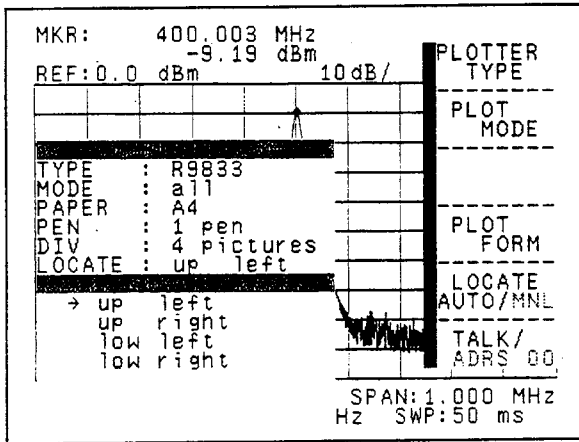 MKR: 400.003 MHz
-9.19 dBm
REF:0.0 dBm 10dB/
TYPE : R9833
MODE : all
PAPER : A4
PEN : 1 pen
DIV : 4 pictures
LOCATE : up left
→ up left
up right
low left
low right
PLOTTER
TYPE
PLOT
MODE
PLOT
FORM
LOCATE
AUTO/MNL
TALK/
ADRS 00
SPAN:1.000 MHz
Hz SWP:50 ms